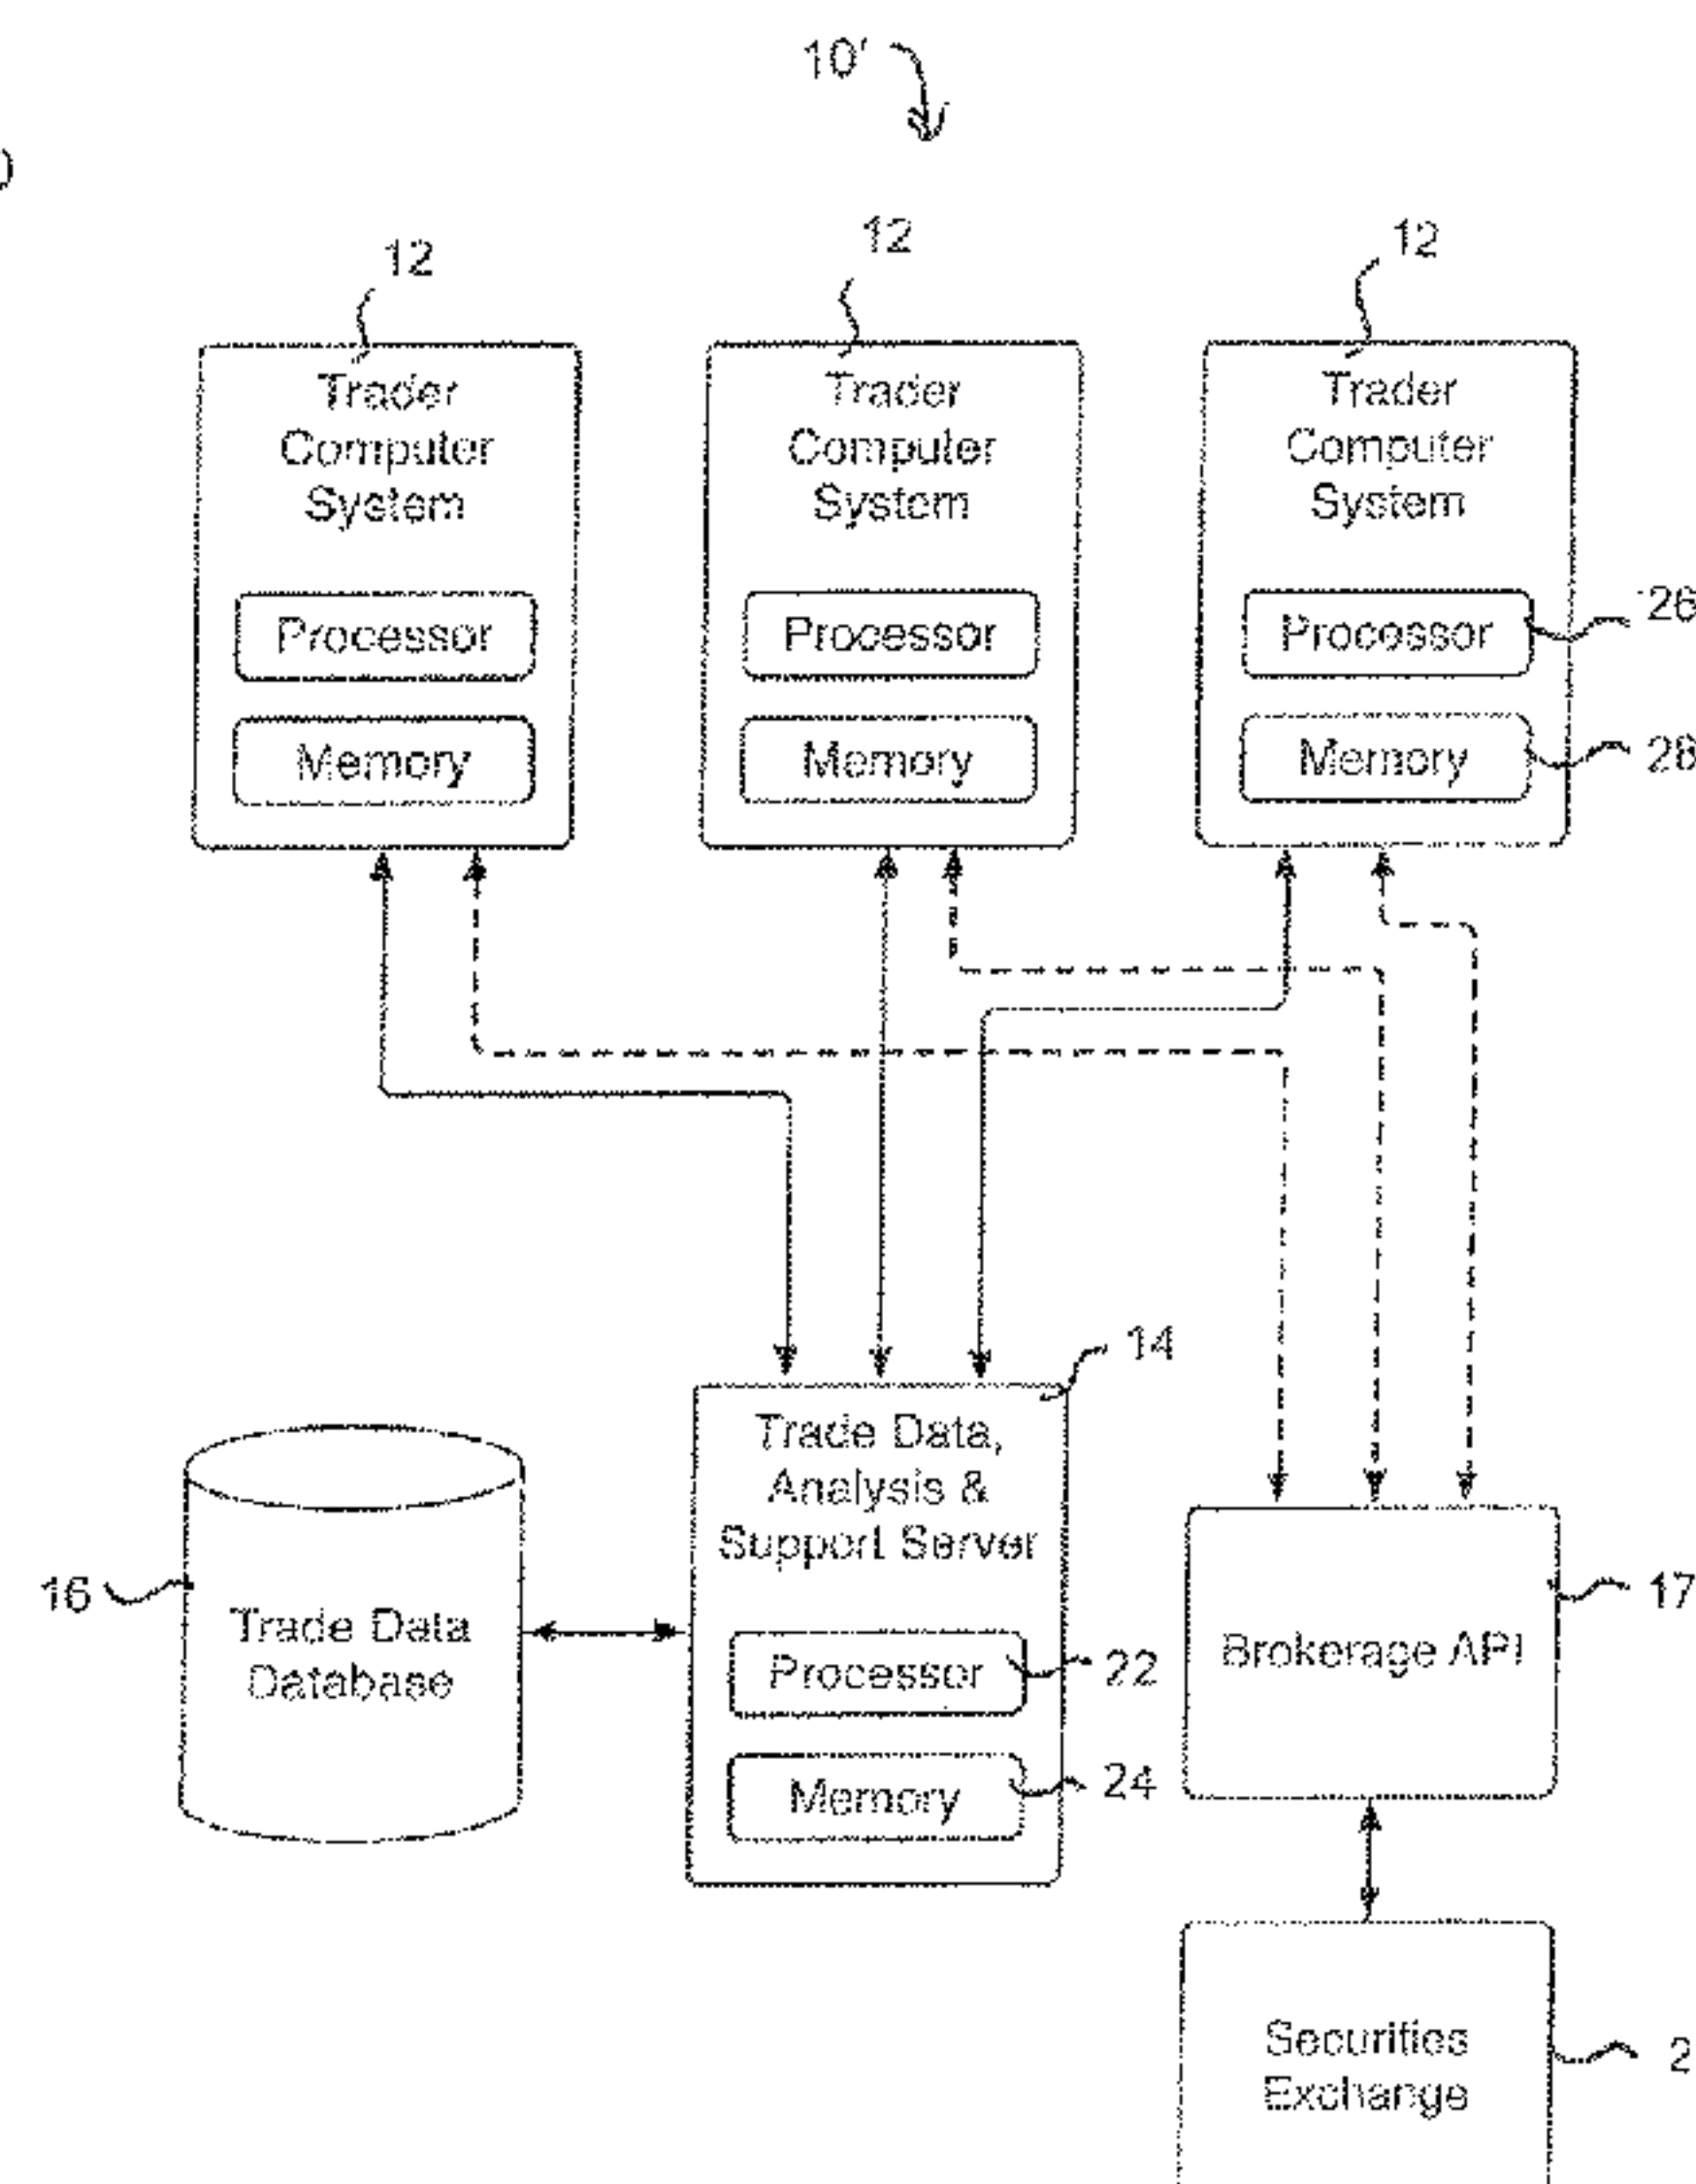 10'
12
12
12
Trader
Computer
System
Processor
Memory
Trader
Computer
System
Processor
Memory
Trader
Computer
System
Processor
26
Memory
28
14
Trade Data,
Analysis &
Support Server
Processor
22
Memory
24
16
Trade Data
Database
17
Brokerage API
Securities
Exchange
2